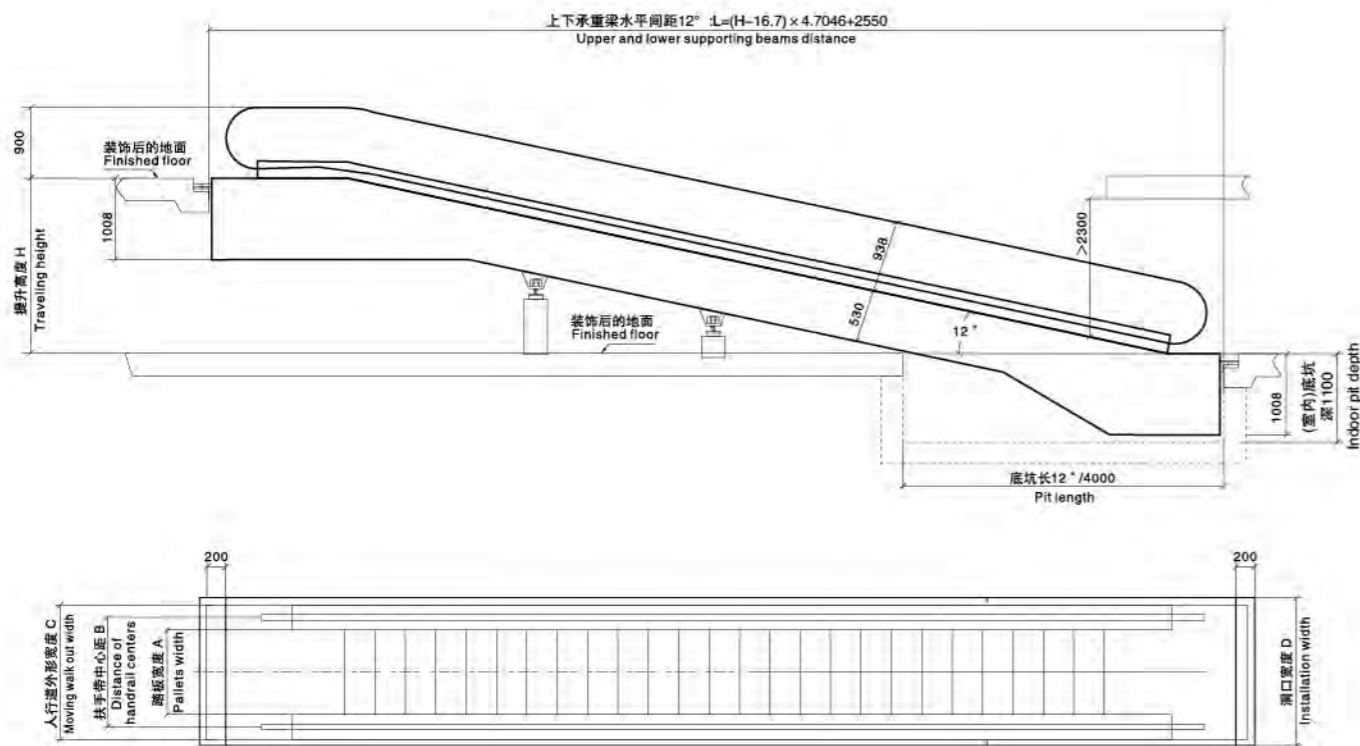 上下承重梁水平间距12° :L=(H-16.7)×4.7046+2550
Upper and lower supporting beams distance
900
装饰后的地面
Finished floor
1008
提升高度 H
Traveling height
>2300
938
530
12°
装饰后的地面
Finished floor
1008
(室内)底坑
深1100
Indoor pit depth
底坑长12°/4000
Pit length
200
200
人行道外形宽度 C
Moving walk out width
扶手带中心距 B
Distance of
handrail centers
踏板宽度 A
Pallets width
洞口宽度 D
Installation width